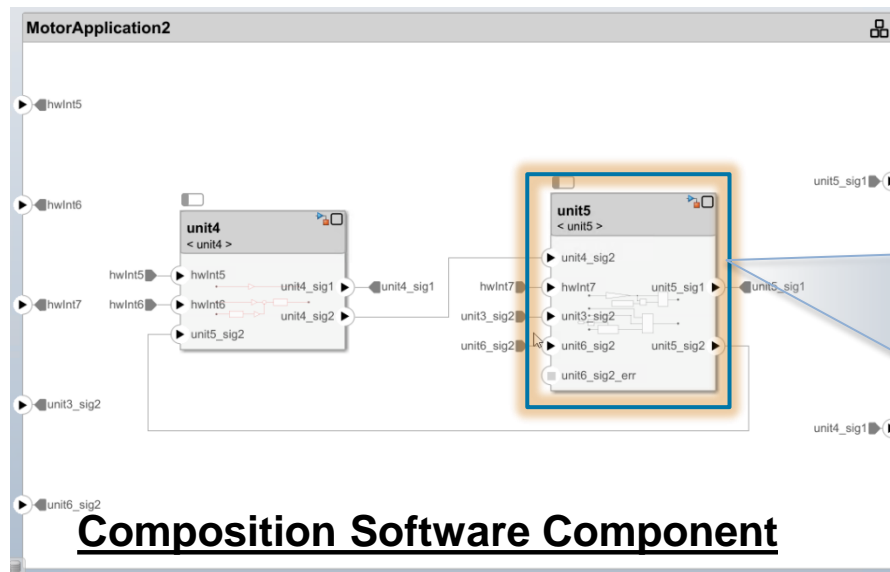 MotorApplication2
hwInt5
hwInt6
hwInt7
unit3_sig2
unit6_sig2
unit4
< unit4 >
hwInt5
hwInt5
unit4_sig1
unit4_sig1
hwInt6
hwInt6
unit4_sig2
unit5_sig2
unit5
< unit5 >
unit4_sig2
hwInt7
hwInt7
unit5_sig1
unit5_sig1
unit3_sig2
unit3_sig2
unit6_sig2
unit6_sig2
unit5_sig2
unit6_sig2_err
unit5_sig1
unit4_sig1
Composition Software Component